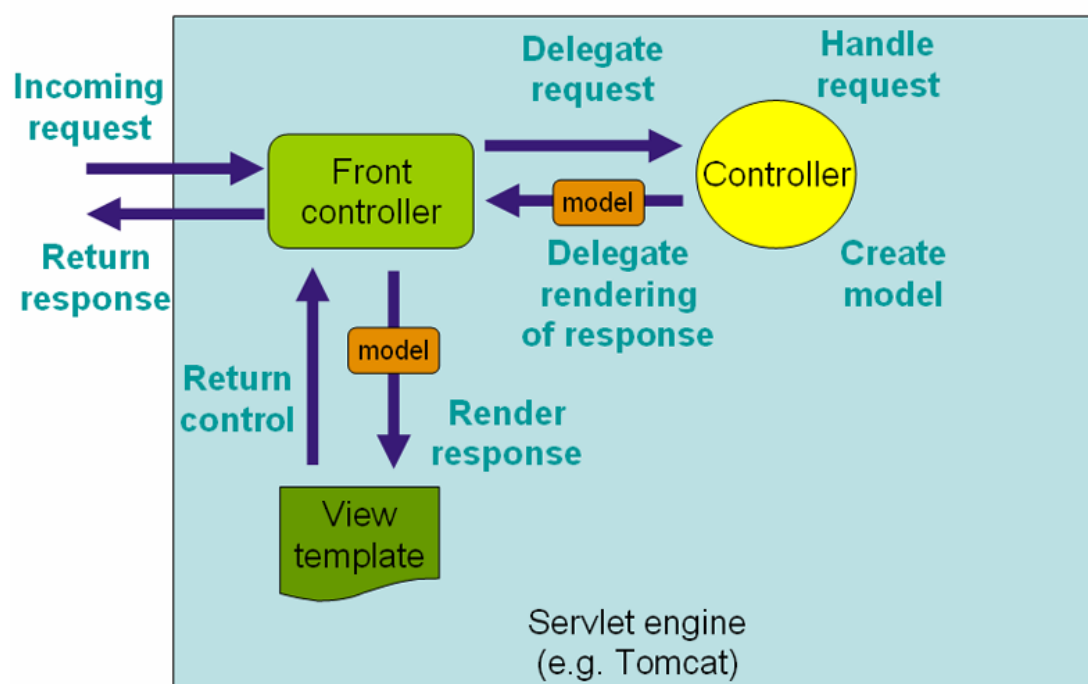 Incoming
request
Return
response
Front
controller
Delegate
request
Handle
request
Controller
model
Delegate
rendering
of response
Create
model
model
Return
control
Render
response
View
template
Servlet engine
(e.g. Tomcat)